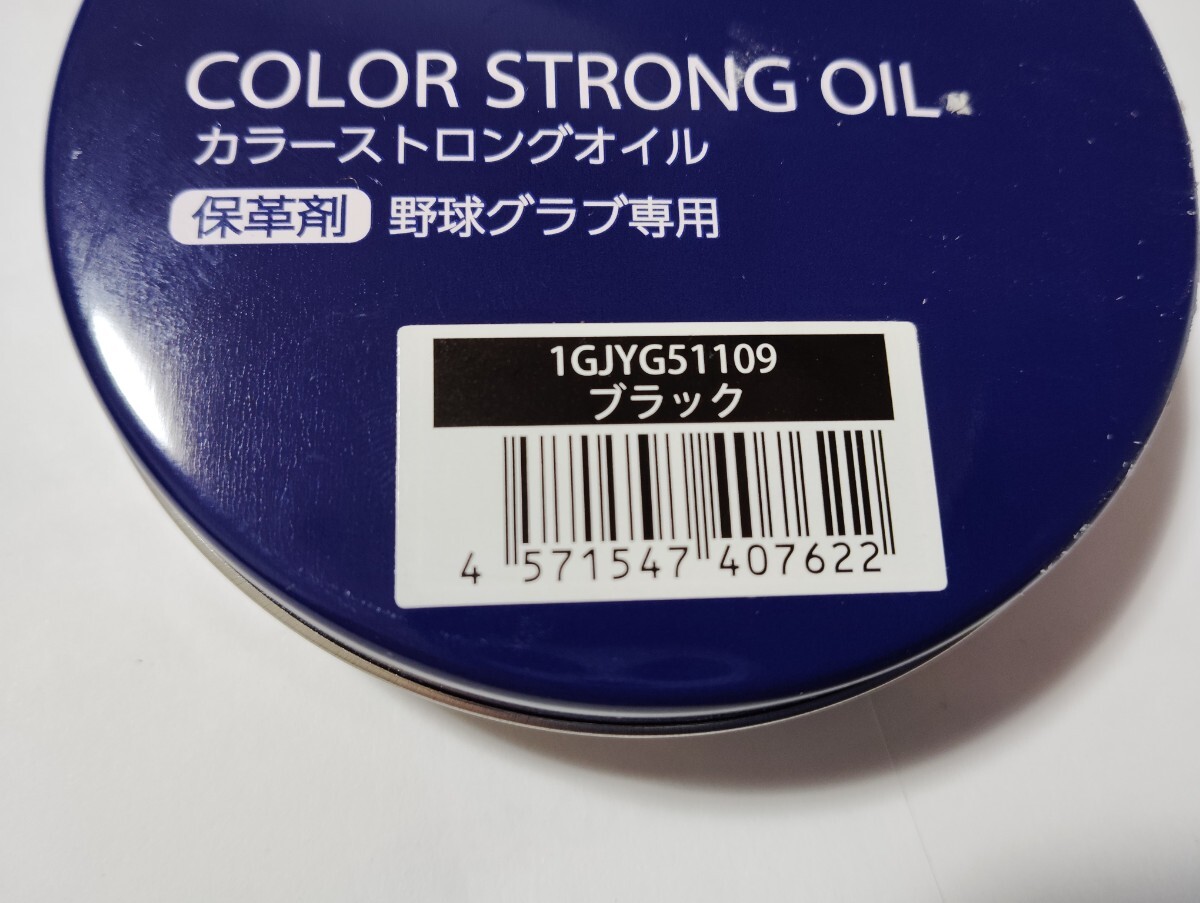 COLOR STRONG OIL
カラーストロングオイル
保革剤 野球グラブ専用
1GJYG51109
ブラック
4 571547 407622